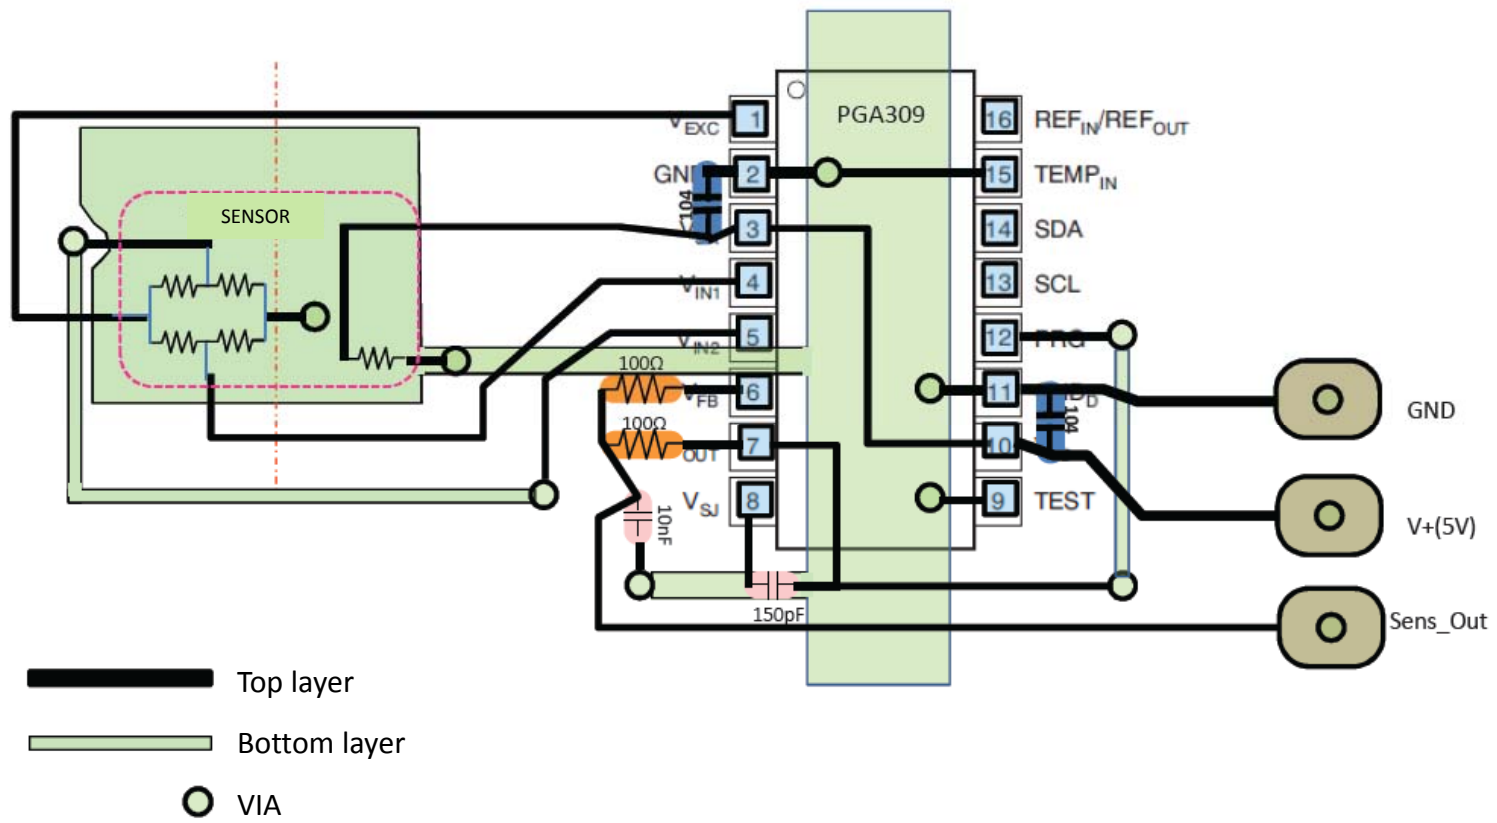 PGA309
VEXC 1
16 REFIN/REFOUT
GN 2
15 TEMPIN
104
3
14 SDA
SENSOR
VIN1 4
13 SCL
VIN2 5
12 PRG
100Ω
VFB 6
11 D
104
GND
100Ω
OUT 7
10
VSJ 8
9 TEST
10nF
V+(5V)
150pF
Sens_Out
Top layer
Bottom layer
VIA